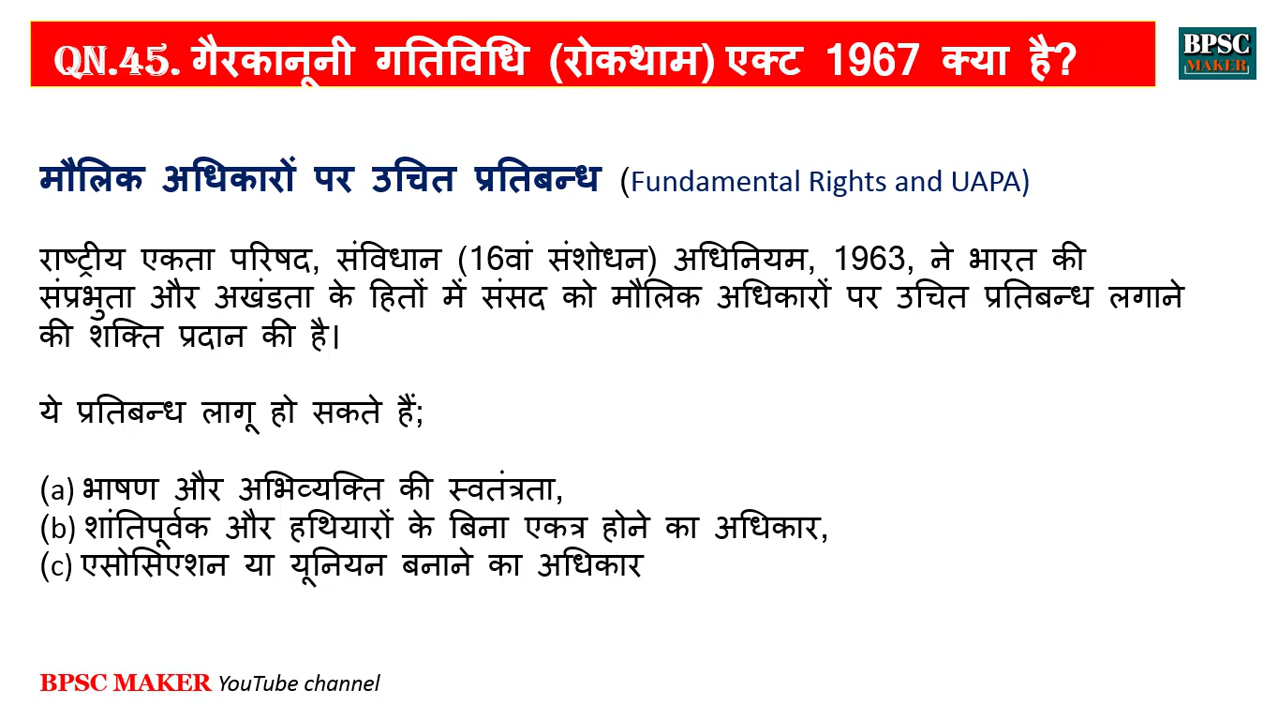 QN.45. गैरकानूनी गतिविधि (रोकथाम) एक्ट 1967 क्या है?
BPSC
MAKER
मौलिक अधिकारों पर उचित प्रतिबन्ध (Fundamental Rights and UAPA)
राष्ट्रीय एकता परिषद, संविधान (16वां संशोधन) अधिनियम, 1963, ने भारत की
संप्रभुता और अखंडता के हितों में संसद को मौलिक अधिकारों पर उचित प्रतिबन्ध लगाने
की शक्ति प्रदान की है।
ये प्रतिबन्ध लागू हो सकते हैं;
(a) भाषण और अभिव्यक्ति की स्वतंत्रता,
(b) शांतिपूर्वक और हथियारों के बिना एकत्र होने का अधिकार,
(c) एसोसिएशन या यूनियन बनाने का अधिकार
BPSC MAKER YouTube channel